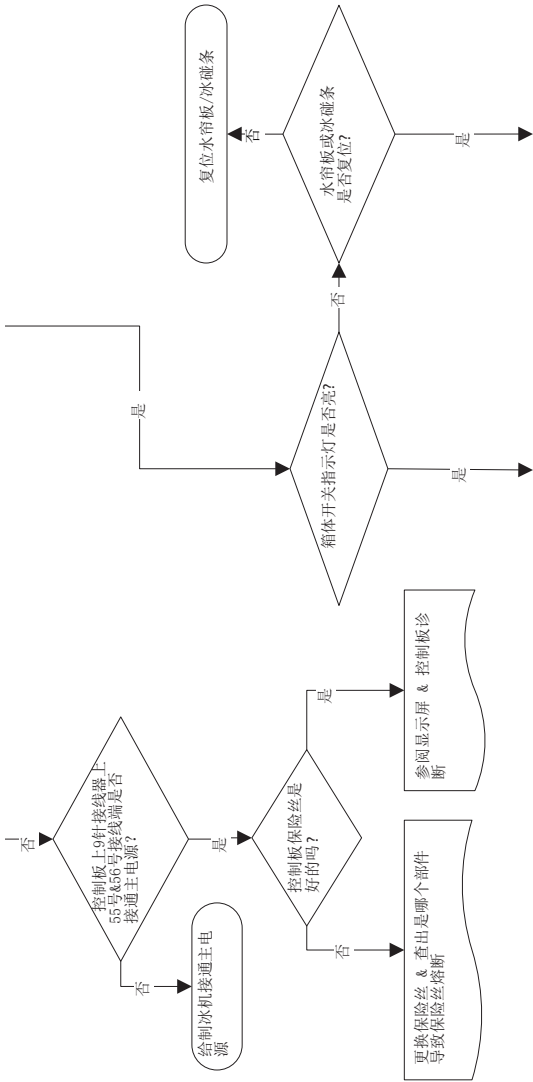 否
控制板上9针接线器上
55号&56号接线端是否
接通主电源?
否
给制冰机接通主电
源
是
控制板保险丝是
好的吗?
否
更换保险丝 & 查出是哪个部件
导致保险丝熔断
是
参阅显示屏 & 控制板诊
断
是
箱体开关指示灯是否亮?
是
否
水帘板或冰碰条
是否复位?
否
复位水帘板/冰碰条
是